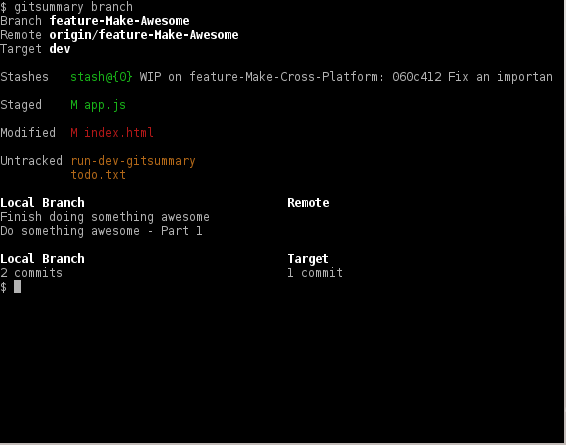 $ gitsummary branch
Branch feature-Make-Awesome
Remote origin/feature-Make-Awesome
Target dev
Stashes stash@{0} WIP on feature-Make-Cross-Platform: 060c412 Fix an importan
Staged M app.js
Modified M index.html
Untracked run-dev-gitsummary
todo.txt
Local Branch Remote
Finish doing something awesome
Do something awesome - Part 1
Local Branch Target
2 commits 1 commit
$